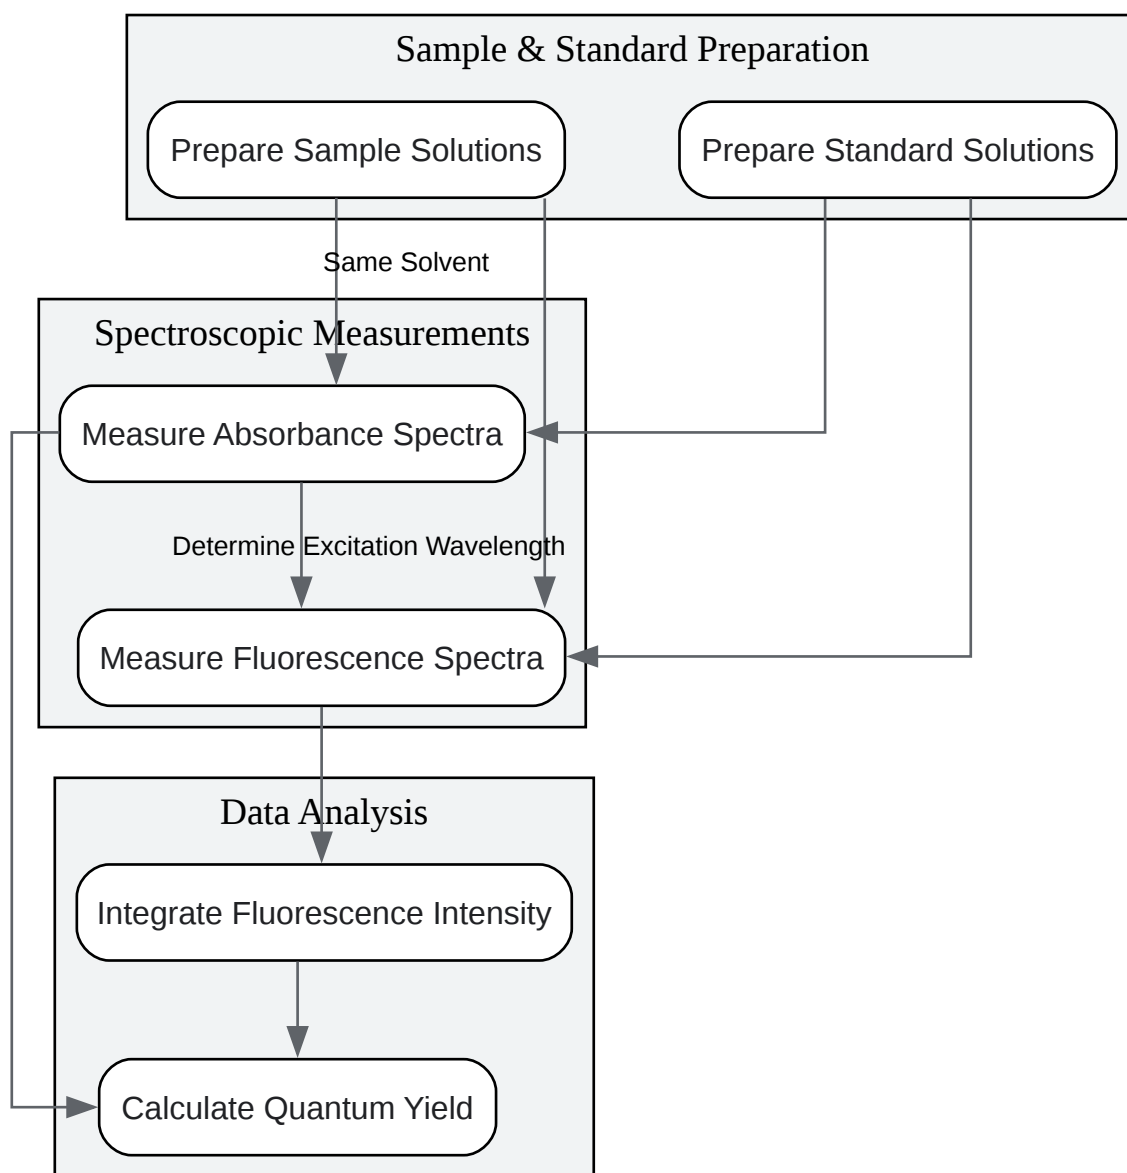 Sample & Standard Preparation
Prepare Sample Solutions
Prepare Standard Solutions
Same Solvent
Spectroscopic Measurements
Measure Absorbance Spectra
Determine Excitation Wavelength
Measure Fluorescence Spectra
Data Analysis
Integrate Fluorescence Intensity
Calculate Quantum Yield